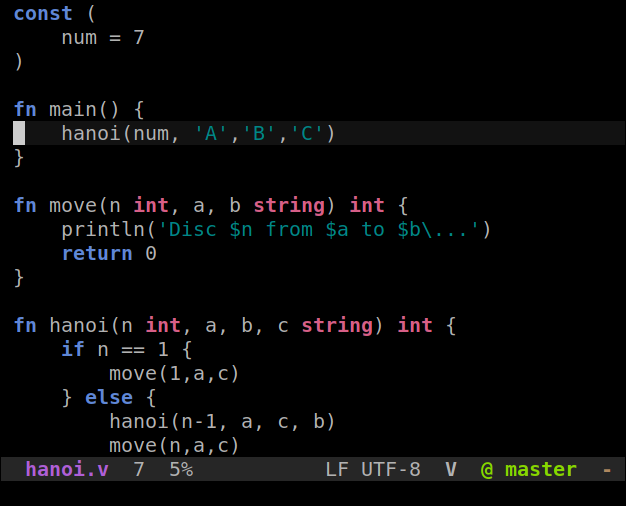 const (
    num = 7
)

fn main() {
    hanoi(num, 'A','B','C')
}

fn move(n int, a, b string) int {
    println('Disc $n from $a to $b\...')
    return 0
}

fn hanoi(n int, a, b, c string) int {
    if n == 1 {
        move(1,a,c)
    } else {
        hanoi(n-1, a, c, b)
        move(n,a,c)
hanoi.v  7  5%           LF UTF-8  V  @ master  -